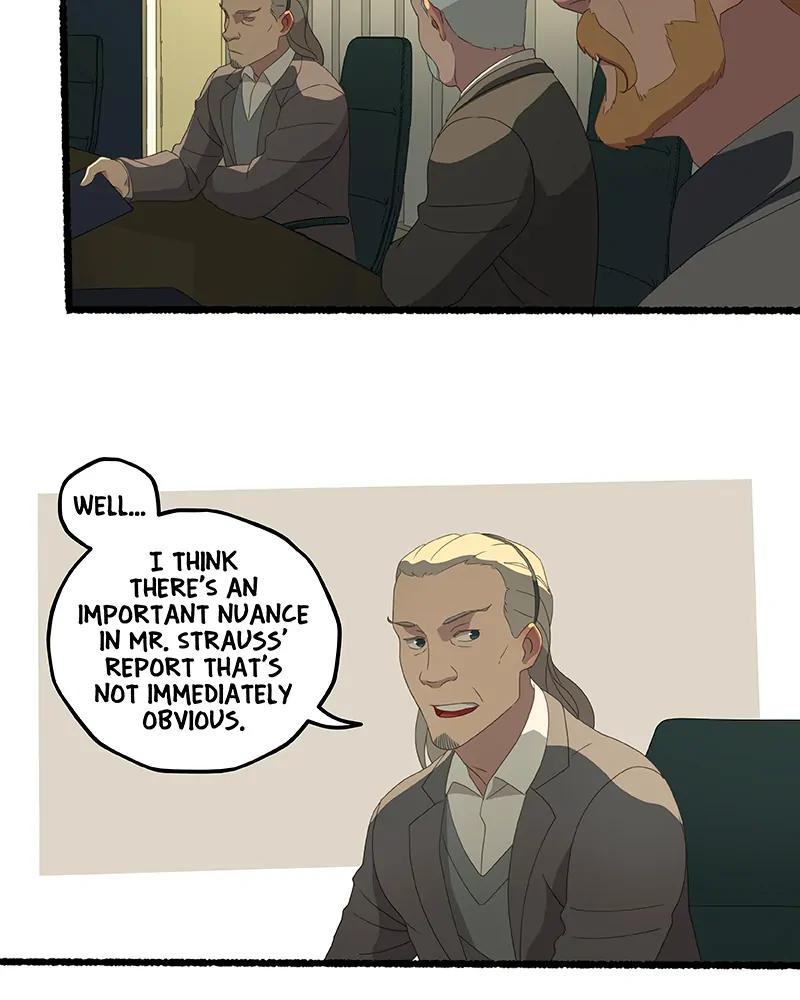 WELL...
I THINK
THERE'S AN
IMPORTANT NUANCE
IN MR. STRAUSS'
REPORT THAT'S
NOT IMMEDIATELY
OBVIOUS.